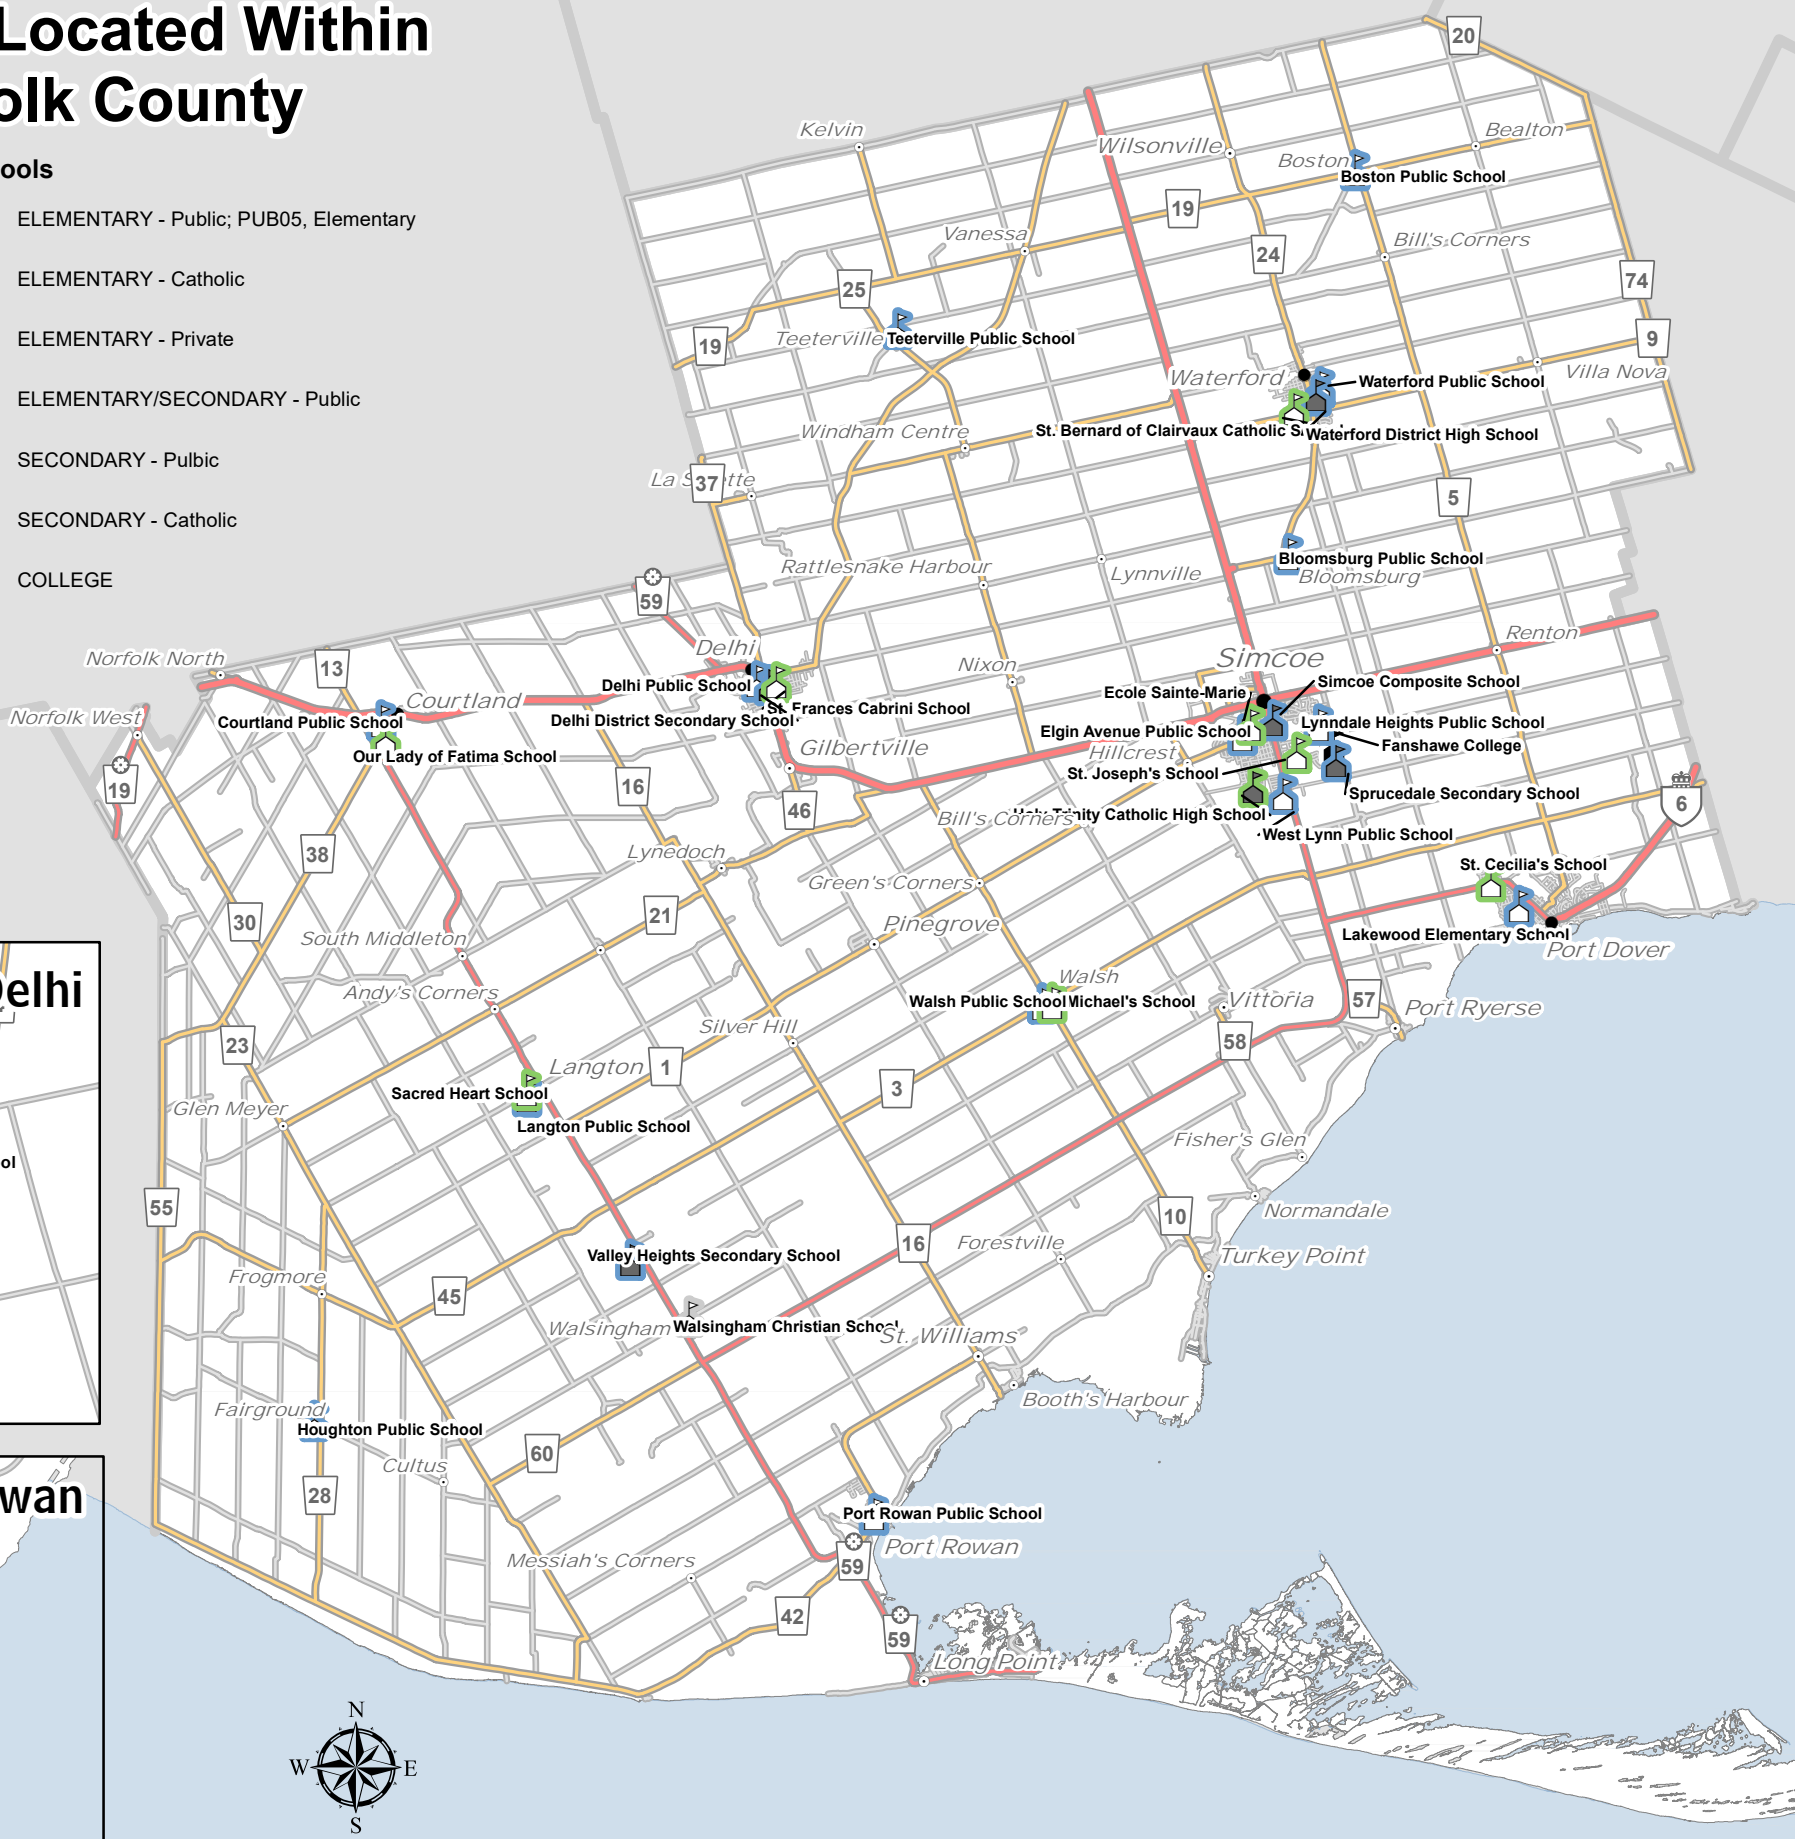 Located Within
olk County
ools
ELEMENTARY - Public; PUB05, Elementary
ELEMENTARY - Catholic
ELEMENTARY - Private
ELEMENTARY/SECONDARY - Public
SECONDARY - Pulbic
SECONDARY - Catholic
COLLEGE
20
Kelvin
Wilsonville
Bealton
Boston
Boston Public School
19
Vanessa
24
Bill's Corners
25
74
Teeterville
Teeterville Public School
19
9
Villa Nova
Waterford
Waterford Public School
St. Bernard of Clairvaux Catholic
Waterford District High School
Windham Centre
La
tte
37
5
Bloomsburg Public School
Bloomsburg
Rattlesnake Harbour
Lynnville
59
Renton
Delhi
Norfolk North
13
Simcoe
Nixon
Delhi Public School
Simcoe Composite School
Ecole Sainte-Marie
Courtland
St. Frances Cabrini School
Norfolk West
Courtland Public School
Delhi District Secondary School
Lynndale Heights Public School
Elgin Avenue Public School
Fanshawe College
Gilbertville
Hillcrest
Our Lady of Fatima School
St. Joseph's School
19
16
Sprucedale Secondary School
6
46
Bill's Corners
Trinity Catholic High School
West Lynn Public School
38
Lynedoch
St. Cecilia's School
Green's Corners
21
30
Pinegrove
Lakewood Elementary School
Port Dover
South Middleton
Delhi
Walsh
Andy's Corners
Walsh Public School
Michael's School
Vittoria
57
Port Ryerse
Silver Hill
23
58
Langton
1
3
Sacred Heart School
Glen Meyer
Langton Public School
Fisher's Glen
ol
55
10
Normandale
16
Forestville
Valley Heights Secondary School
Turkey Point
Frogmore
45
Walsingham
Walsingham Christian School
St. Williams
Booth's Harbour
Fairground
Houghton Public School
60
Cultus
28
wan
Port Rowan Public School
Port Rowan
Messiah's Corners
59
42
59
Long Point
N
W
E
S